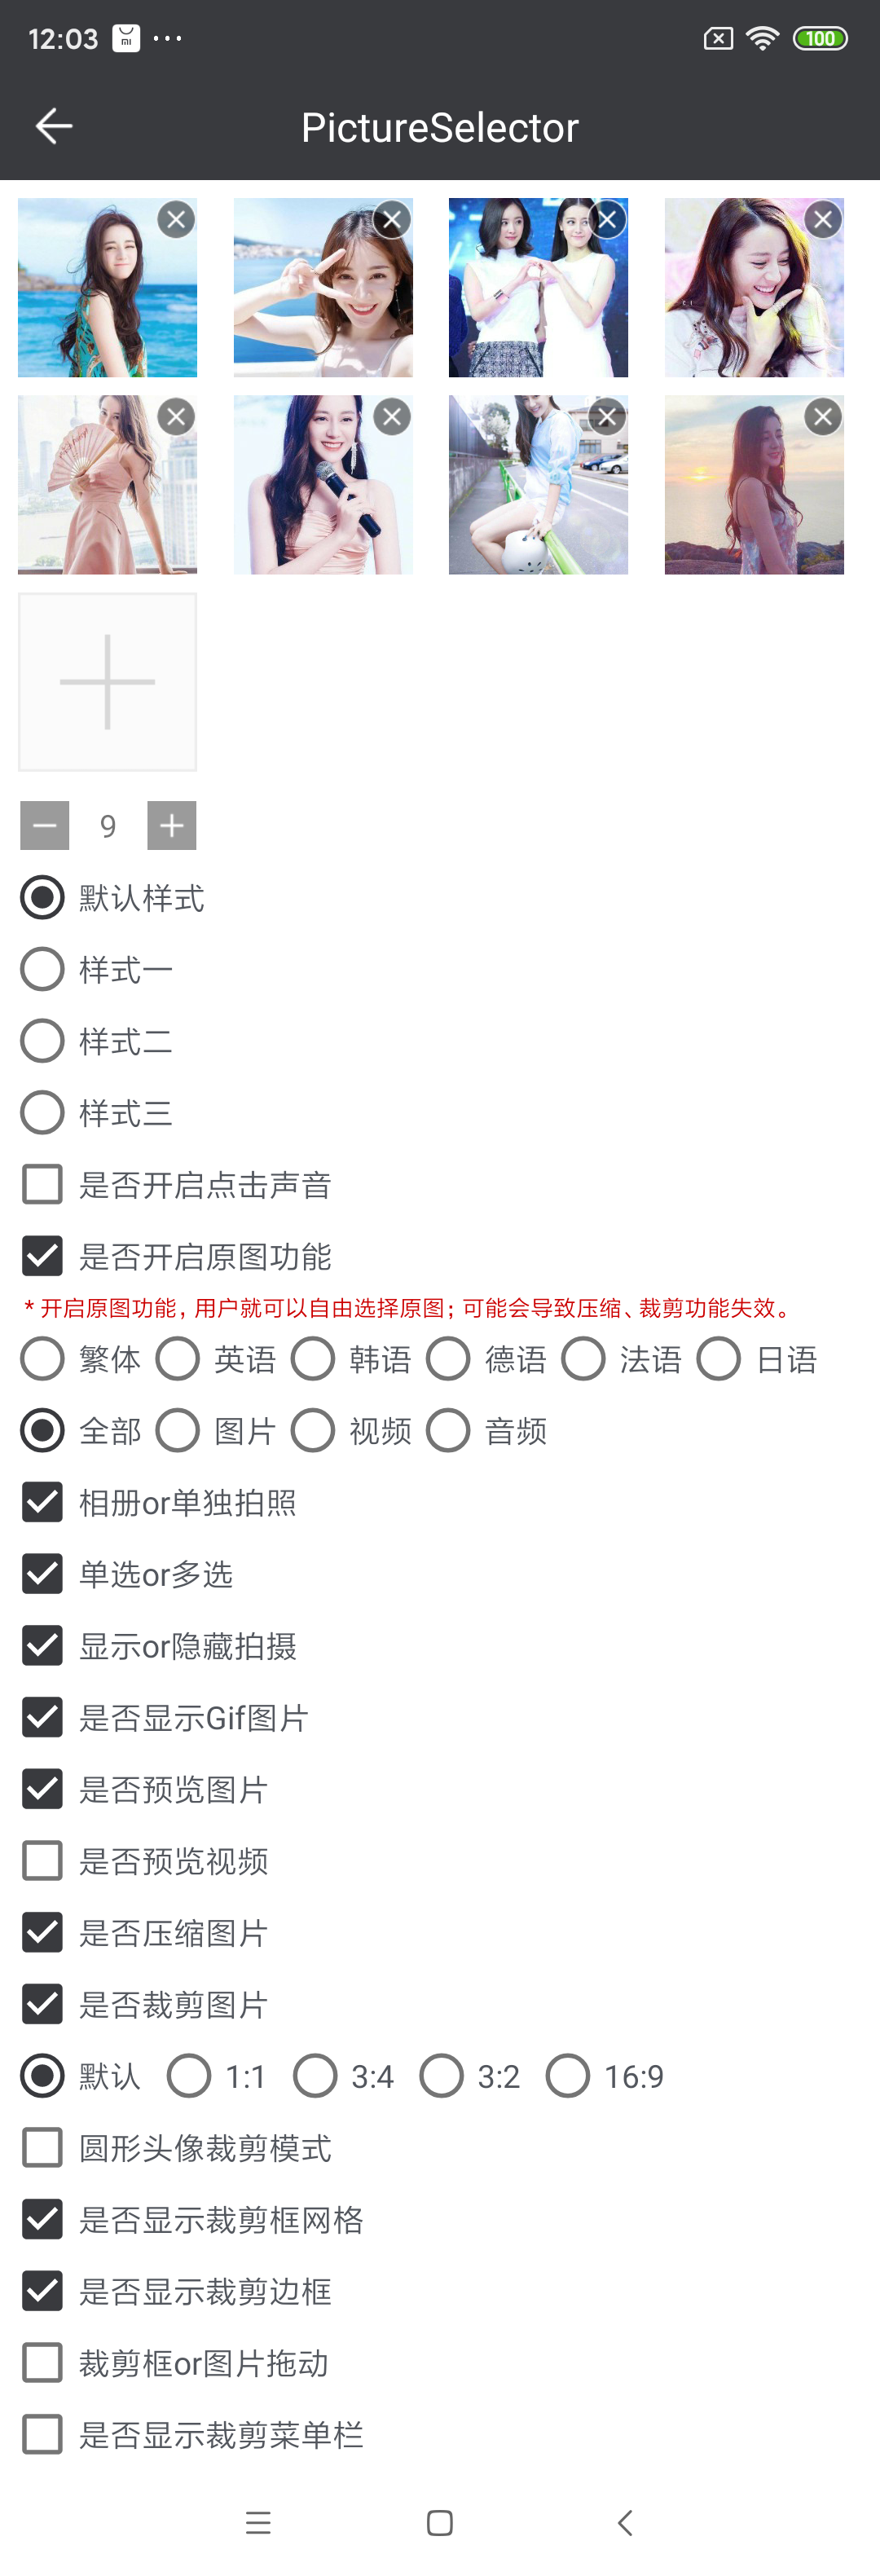 12:03 100
PictureSelector
9
默认样式
样式一
样式二
样式三
是否开启点击声音
是否开启原图功能
* 开启原图功能，用户就可以自由选择原图；可能会导致压缩、裁剪功能失效。
繁体 英语 韩语 德语 法语 日语
全部 图片 视频 音频
相册or单独拍照
单选or多选
显示or隐藏拍摄
是否显示Gif图片
是否预览图片
是否预览视频
是否压缩图片
是否裁剪图片
默认 1:1 3:4 3:2 16:9
圆形头像裁剪模式
是否显示裁剪框网格
是否显示裁剪边框
裁剪框or图片拖动
是否显示裁剪菜单栏